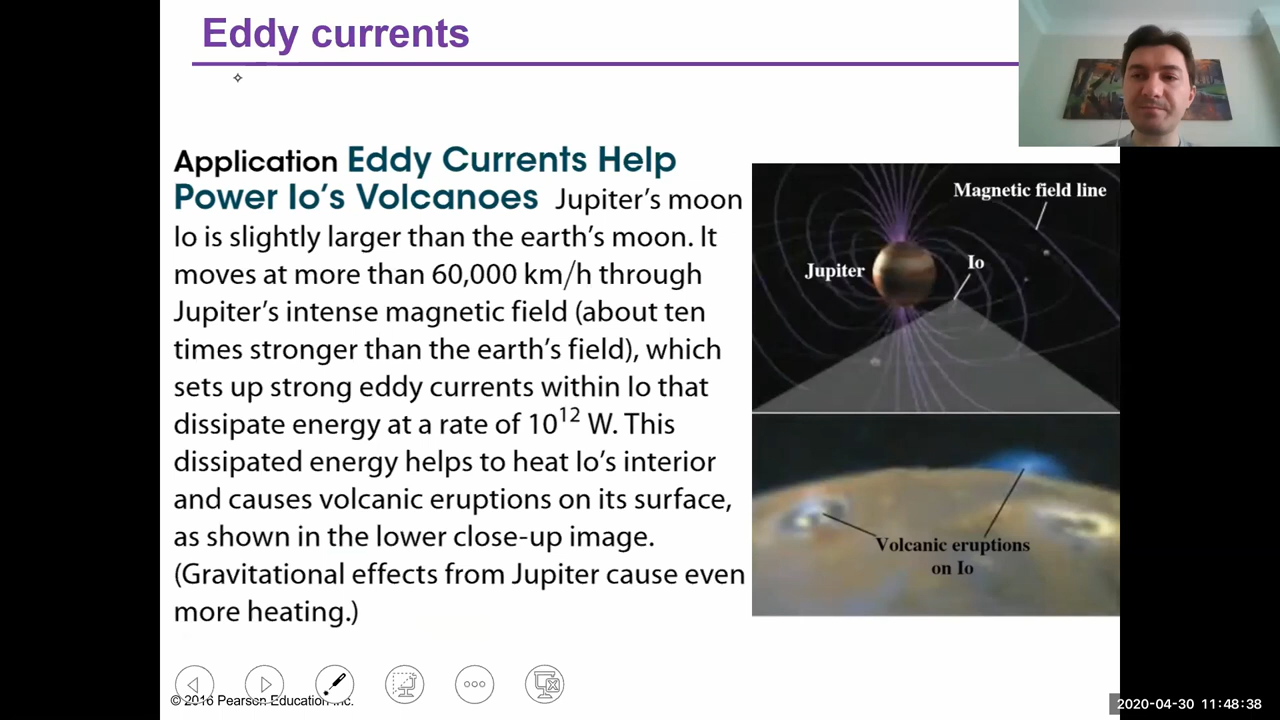 Eddy currents
Application Eddy Currents Help
Power Io's Volcanoes Jupiter's moon
Io is slightly larger than the earth's moon. It
moves at more than 60,000 km/h through
Jupiter's intense magnetic field (about ten
times stronger than the earth's field), which
sets up strong eddy currents within Io that
dissipate energy at a rate of 10¹² W. This
dissipated energy helps to heat Io's interior
and causes volcanic eruptions on its surface,
as shown in the lower close-up image.
(Gravitational effects from Jupiter cause even
more heating.)
Magnetic field line
Jupiter
Io
Volcanic eruptions
on Io
© 2016 Pearson Education Inc.
2020-04-30 11:48:38